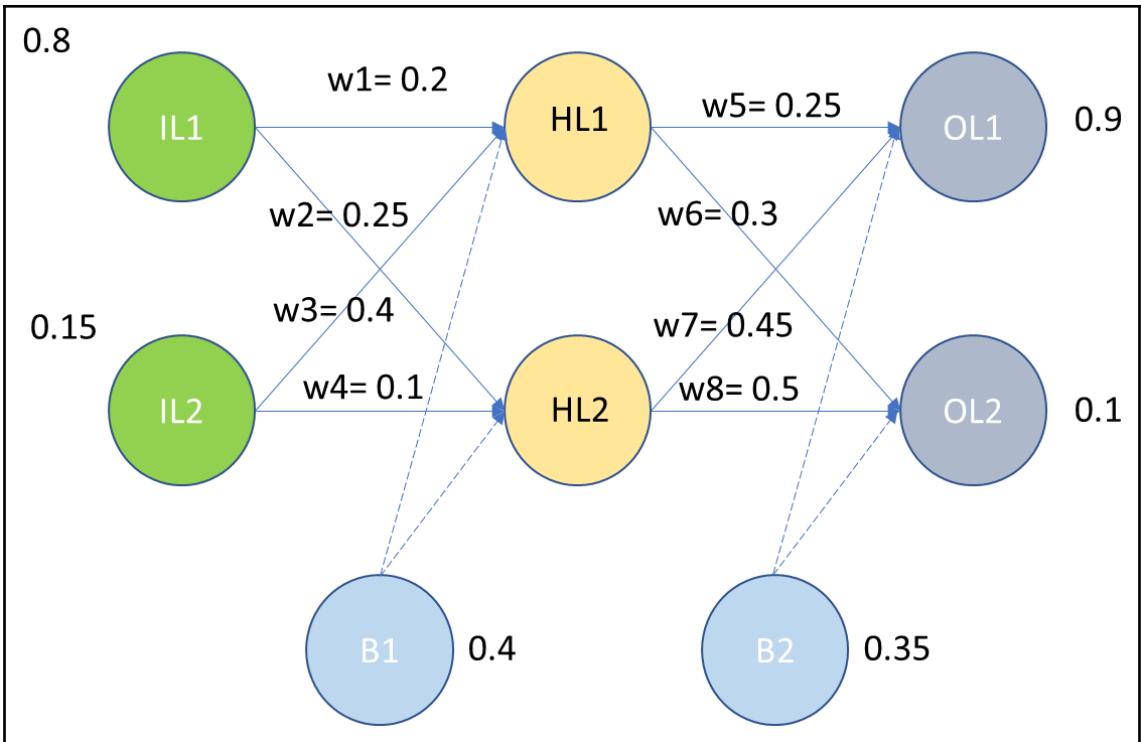 0.8
IL1
w1= 0.2
HL1
w5= 0.25
OL1
0.9
w2= 0.25
w6= 0.3
w3= 0.4
w7= 0.45
0.15
IL2
w4= 0.1
HL2
w8= 0.5
OL2
0.1
B1
0.4
B2
0.35